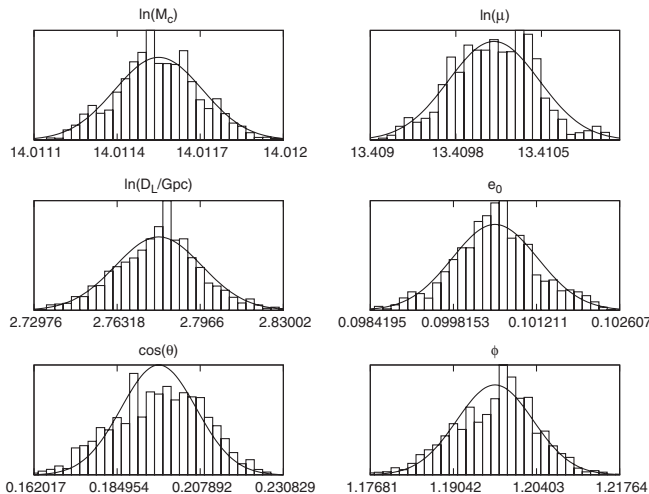 ln(M_c) ln(μ)
14.0111 14.0114 14.0117 14.012 13.409 13.4098 13.4105
ln(D_L/Gpc) e_0
2.72976 2.76318 2.7966 2.83002 0.0984195 0.0998153 0.101211 0.102607
cos(θ) ϕ
0.162017 0.184954 0.207892 0.230829 1.17681 1.19042 1.20403 1.21764